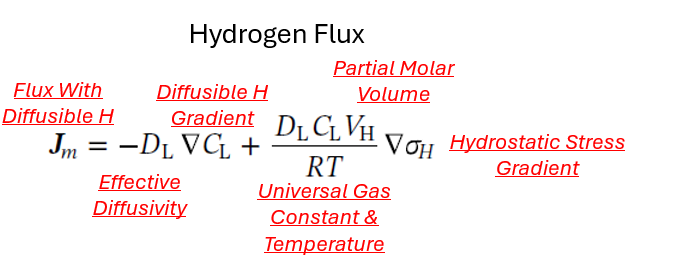 Hydrogen Flux
Partial Molar
Volume
Flux With
Diffusible H
Diffusible H
Gradient
J_m = −D_L ∇C_L + \frac{D_L C_L V_H}{RT} ∇σ_H
Hydrostatic Stress
Gradient
Effective
Diffusivity
Universal Gas
Constant &
Temperature